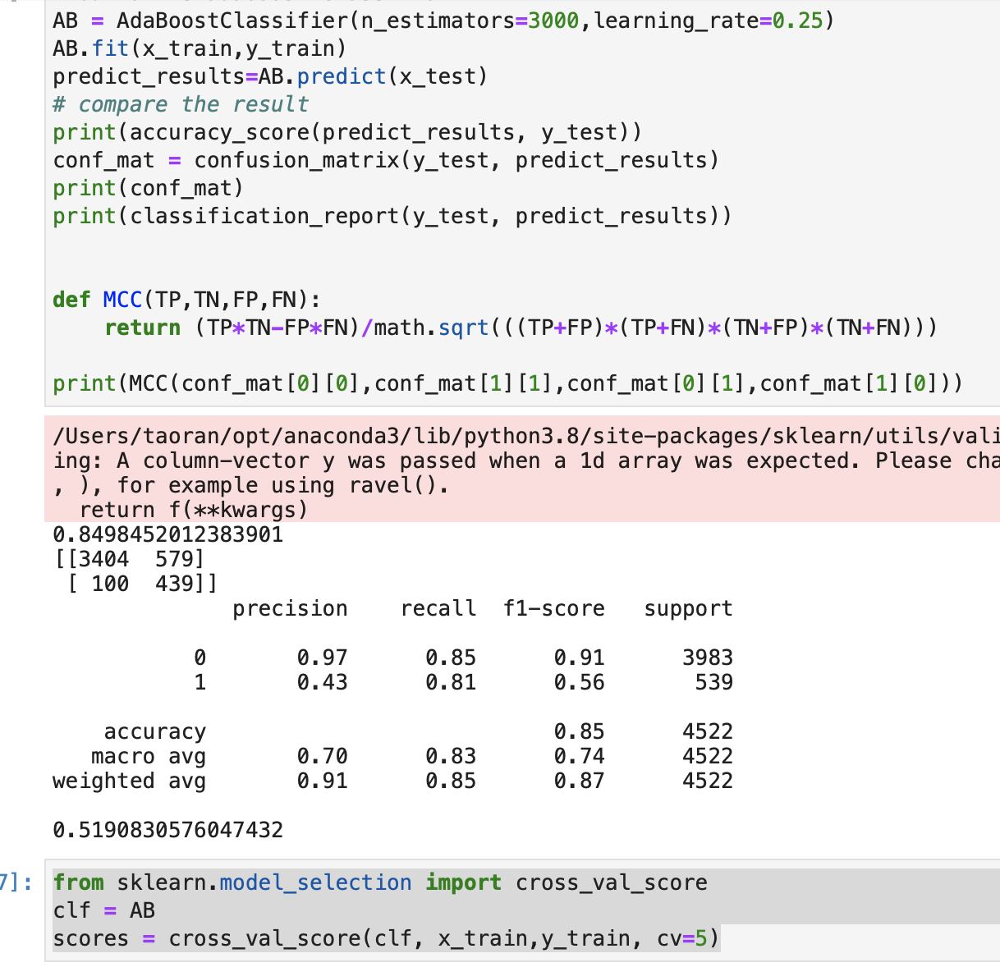 AB = AdaBoostClassifier(n_estimators=3000,learning_rate=0.25)
AB.fit(x_train,y_train)
predict_results=AB.predict(x_test)
# compare the result
print(accuracy_score(predict_results, y_test))
conf_mat = confusion_matrix(y_test, predict_results)
print(conf_mat)
print(classification_report(y_test, predict_results))
def MCC(TP,TN,FP,FN):
    return (TP*TN-FP*FN)/math.sqrt(((TP+FP)*(TP+FN)*(TN+FP)*(TN+FN)))
print(MCC(conf_mat[0][0],conf_mat[1][1],conf_mat[0][1],conf_mat[1][0]))
/Users/taoran/opt/anaconda3/lib/python3.8/site-packages/sklearn/utils/vali
ing: A column-vector y was passed when a 1d array was expected. Please cha
, ), for example using ravel().
  return f(**kwargs)
0.8498452012383901
[[3404  579]
 [ 100  439]]
              precision    recall  f1-score   support
           0       0.97      0.85      0.91      3983
           1       0.43      0.81      0.56       539
    accuracy                           0.85      4522
   macro avg       0.70      0.83      0.74      4522
weighted avg       0.91      0.85      0.87      4522
0.5190830576047432
7]: from sklearn.model_selection import cross_val_score
clf = AB
scores = cross_val_score(clf, x_train,y_train, cv=5)